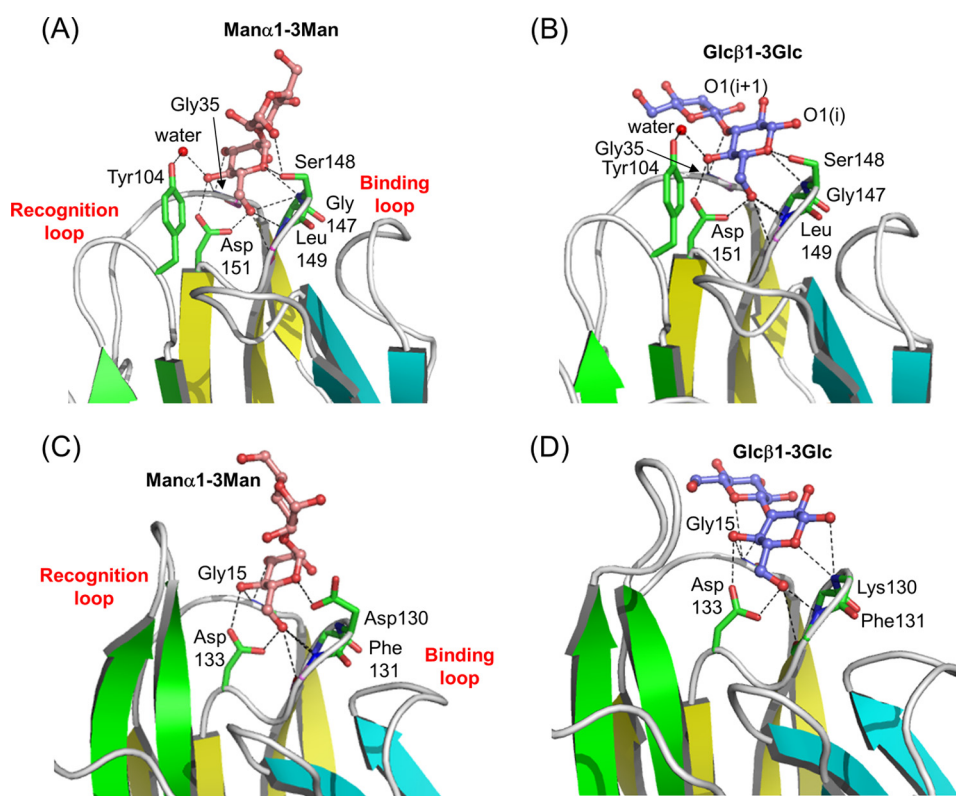 (A)
Manα1-3Man
Gly35
water
Tyr104
Ser148
Recognition
loop
Binding
loop
Gly
147
Asp
151
Leu
149
(B)
Glcβ1-3Glc
O1(i+1)
O1(i)
water
Gly35
Tyr104
Ser148
Gly147
Asp
151
Leu
149
(C)
Manα1-3Man
Recognition
loop
Gly15
Asp130
Asp
133
Phe
131
Binding
loop
(D)
Glcβ1-3Glc
Gly15
Asp
133
Lys130
Phe131